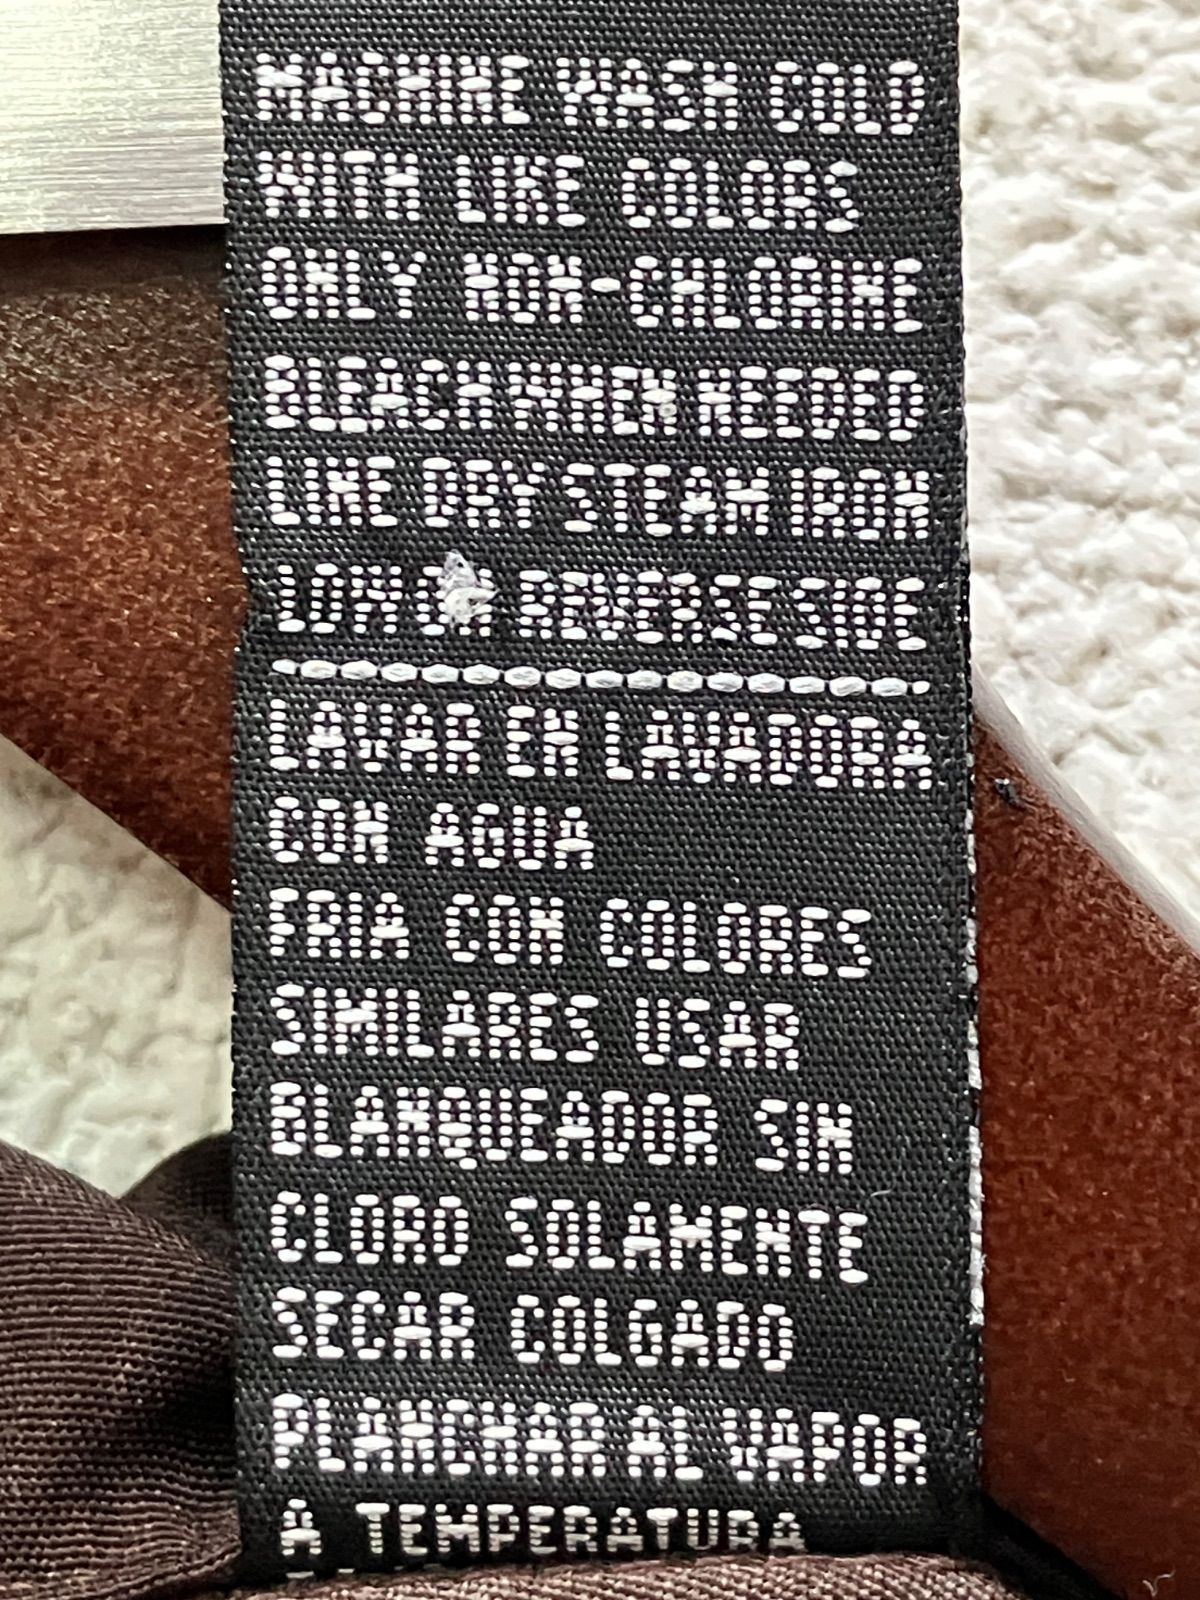 MACHINE WASH COLD
WITH LIKE COLORS
ONLY NON-CHLORINE
BLEACH WHEN NEEDED
LINE DRY STEAM IRON
LOW ON REVERSE SIDE
LAVAR EN LAVADORA
CON AGUA
FRIA CON COLORES
SIMILARES USAR
BLANQUEADOR SIN
CLORO SOLAMENTE
SECAR COLGADO
PLANCHAR AL VAPOR
A TEMPERATURA